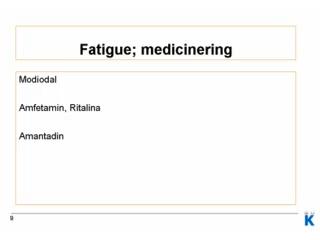 Fatigue; medicinering
Modiodal
Amfetamin, Ritalina
Amantadin
9
K